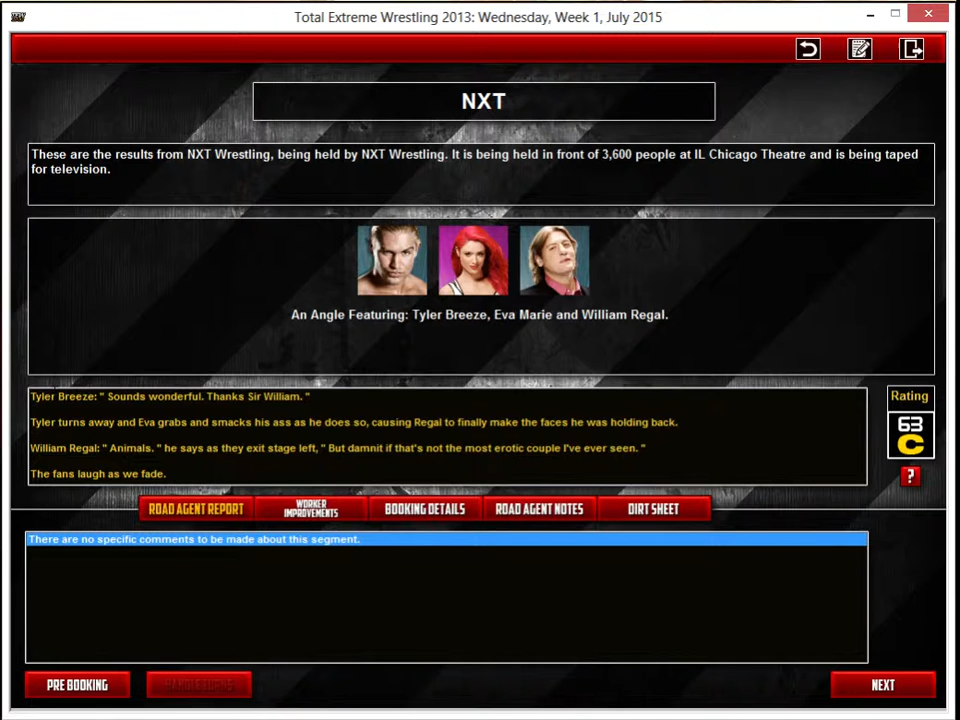 Total Extreme Wrestling 2013: Wednesday, Week 1, July 2015
NXT
These are the results from NXT Wrestling, being held by NXT Wrestling. It is being held in front of 3,600 people at IL Chicago Theatre and is being taped
for television.
An Angle Featuring: Tyler Breeze, Eva Marie and William Regal.
Tyler Breeze: " Sounds wonderful. Thanks Sir William. "
Rating
Tyler turns away and Eva grabs and smacks his ass as he does so, causing Regal to finally make the faces he was holding back.
63
C
William Regal: " Animals. " he says as they exit stage left, " But damnit if that's not the most erotic couple I've ever seen. "
The fans laugh as we fade.
?
ROAD AGENT REPORT
WORKER
IMPROVEMENTS
BOOKING DETAILS
ROAD AGENT NOTES
DIRT SHEET
There are no specific comments to be made about this segment.
PRE BOOKING
NEXT